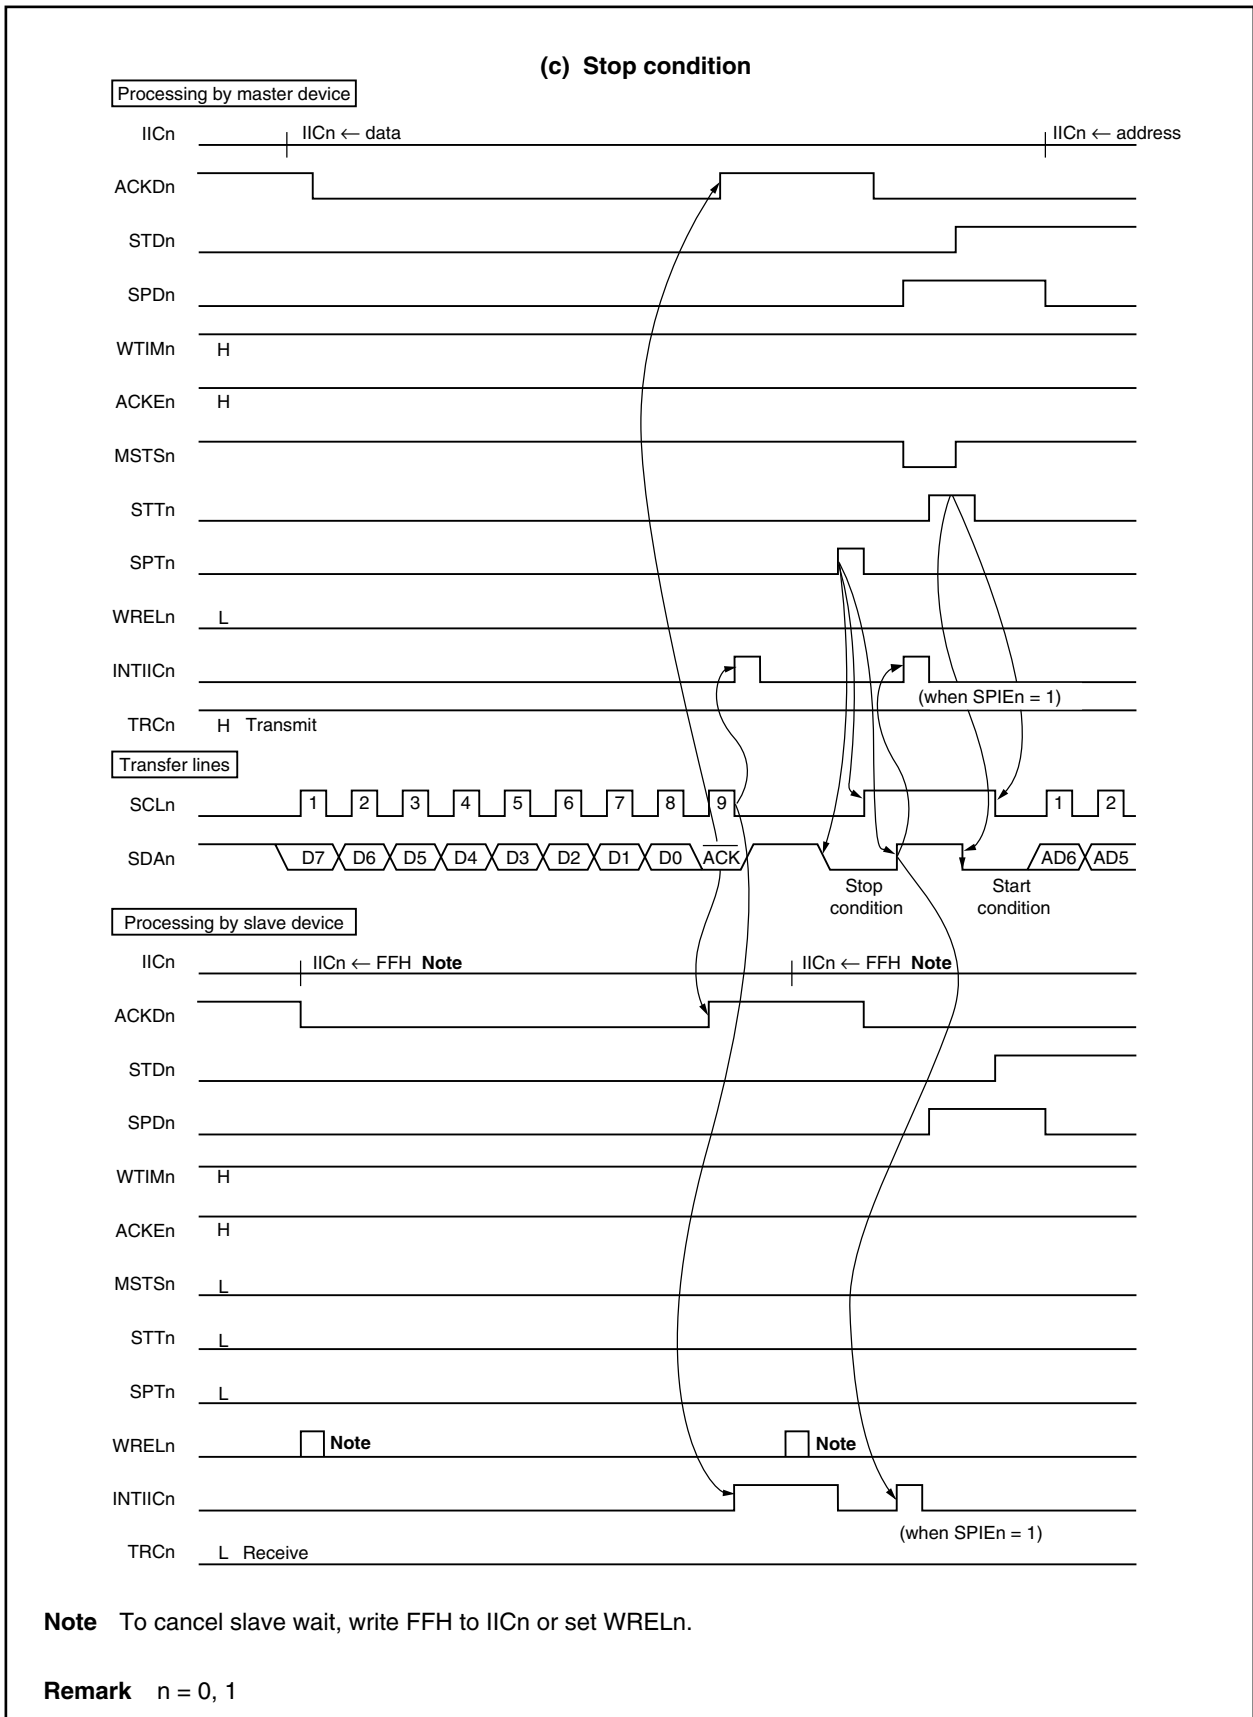 (c) Stop condition
Processing by master device
IICn
IICn ← data
IICn ← address
ACKDn
STDn
SPDn
WTIMn
H
ACKEn
H
MSTSn
STTn
SPTn
WRELn
L
INTIICn
(when SPIEn = 1)
TRCn
H Transmit
Transfer lines
SCLn
1 2 3 4 5 6 7 8 9 1 2
SDAn
D7 D6 D5 D4 D3 D2 D1 D0 ACK AD6 AD5
Stop
condition
Start
condition
Processing by slave device
IICn
IICn ← FFH Note
IICn ← FFH Note
ACKDn
STDn
SPDn
WTIMn
H
ACKEn
H
MSTSn
L
STTn
L
SPTn
L
WRELn
Note
Note
INTIICn
(when SPIEn = 1)
TRCn
L Receive
Note To cancel slave wait, write FFH to IICn or set WRELn.
Remark n = 0, 1